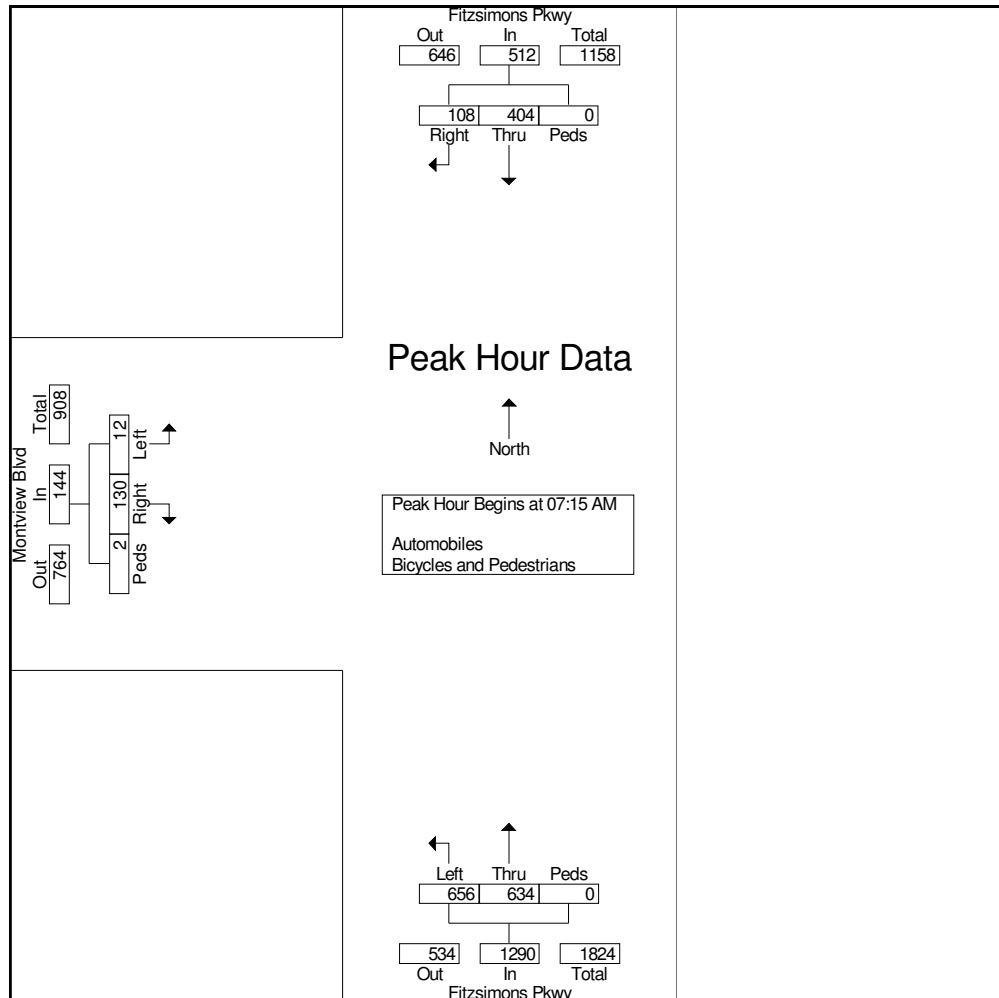 Fitzsimons Pkwy
Out In Total
646 512 1158
108 404 0
Right Thru Peds
Peak Hour Data
North
Montview Blvd
Out In Total
764 144 908
2 130 12
Peds Right Left
Peak Hour Begins at 07:15 AM
Automobiles
Bicycles and Pedestrians
Left Thru Peds
656 634 0
534 1290 1824
Out In Total
Fitzsimons Pkwy